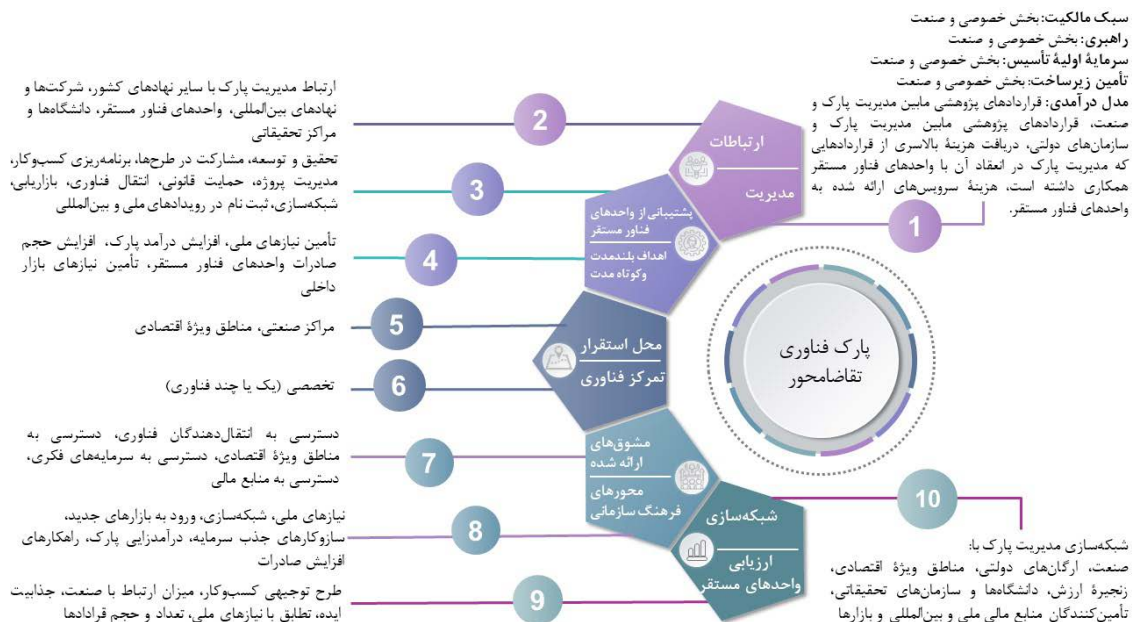 سبک مالکیت: بخش خصوصی و صنعت
راهبری: بخش خصوصی و صنعت
سرمایهٔ اولیهٔ تأسیس: بخش خصوصی و صنعت
تأمین زیرساخت: بخش خصوصی و صنعت
مدل درآمدی: قراردادهای پژوهشی مابین مدیریت پارک و
صنعت، قراردادهای پژوهشی مابین مدیریت پارک و
سازمان‌های دولتی، دریافت هزینهٔ بالاسری از قراردادهایی
که مدیریت پارک در انعقاد آن با واحدهای فناور مستقر
همکاری داشته است، هزینهٔ سرویس‌های ارائه شده به
واحدهای فناور مستقر.
1
ارتباطات
مدیریت
2
ارتباط مدیریت پارک با سایر نهادهای کشور، شرکت‌ها و
نهادهای بین‌المللی، واحدهای فناور مستقر، دانشگاه‌ها و
مراکز تحقیقاتی
3
تحقیق و توسعه، مشارکت در طرح‌ها، برنامه‌ریزی کسب‌وکار،
مدیریت پروژه، حمایت قانونی، انتقال فناوری، بازاریابی،
شبکه‌سازی، ثبت نام در رویدادهای ملی و بین‌المللی
پشتیبانی از واحدهای
فناور مستقر
اهداف بلندمدت
وکوتاه مدت
4
تأمین نیازهای ملی، افزایش درآمد پارک، افزایش حجم
صادرات واحدهای فناور مستقر، تأمین نیازهای بازار
داخلی
5
مراکز صنعتی، مناطق ویژهٔ اقتصادی
محل استقرار
تمرکز فناوری
6
تخصصی (یک یا چند فناوری)
پارک فناوری
تقاضامحور
7
دسترسی به انتقال‌دهندگان فناوری، دسترسی به
مناطق ویژهٔ اقتصادی، دسترسی به سرمایه‌های فکری،
دسترسی به منابع مالی
مشوق‌های
ارائه شده
محورهای
فرهنگ سازمانی
8
نیازهای ملی، شبکه‌سازی، ورود به بازارهای جدید،
سازوکارهای جذب سرمایه، درآمدزایی پارک، راهکارهای
افزایش صادرات
شبکه‌سازی
ارزیابی
واحدهای مستقر
9
طرح توجیهی کسب‌وکار، میزان ارتباط با صنعت، جذابیت
ایده، تطابق با نیازهای ملی، تعداد و حجم قرادادها
10
شبکه‌سازی مدیریت پارک با:
صنعت، ارگان‌های دولتی، مناطق ویژهٔ اقتصادی،
زنجیرهٔ ارزش، دانشگاه‌ها و سازمان‌های تحقیقاتی،
تأمین‌کنندگان منابع مالی ملی و بین‌المللی و بازارها